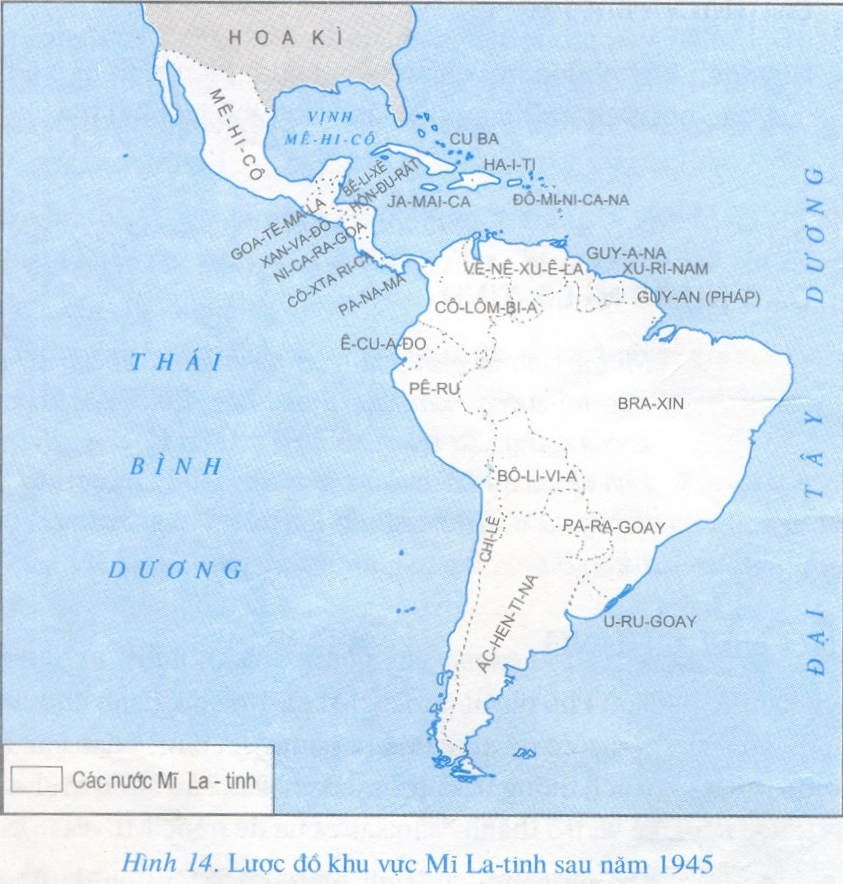 HOA KÌ
MÊ-HI-CÔ
VỊNH
MÊ-HI-CÔ
CU BA
HA-I-TI
BÊ-LI-XÊ
HÔN-ĐU-RÁT
JA-MAI-CA
ĐÔ-MI-NI-CA-NA
GOA-TÊ-MA-LA
XAN-VA-ĐO
NI-CA-RA-GOA
CÔ-XTA RI-CA
PA-NA-MA
VÊ-NÊ-XU-Ê-LA
GUY-A-NA
XU-RI-NAM
GUY-AN (PHÁP)
CÔ-LÔM-BI-A
Ê-CU-A-ĐO
PÊ-RU
BRA-XIN
BÔ-LI-VI-A
PA-RA-GOAY
CHI-LÊ
ÁC-HEN-TI-NA
U-RU-GOAY
THÁI
BÌNH
DƯƠNG
ĐẠI TÂY DƯƠNG
Các nước Mĩ La - tinh
Hình 14. Lược đồ khu vực Mĩ La-tinh sau năm 1945